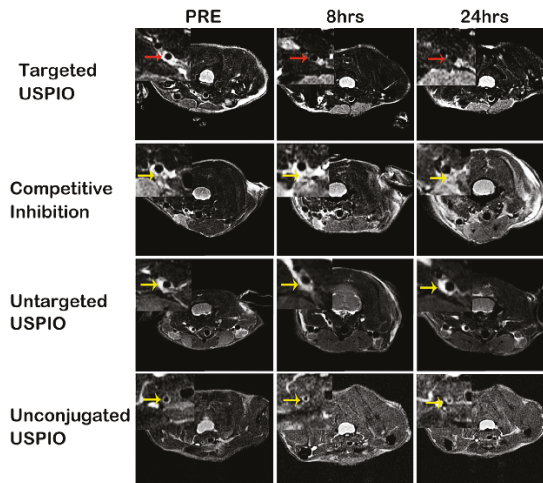 PRE 8hrs 24hrs
Targeted
USPIO
Competitive
Inhibition
Untargeted
USPIO
Unconjugated
USPIO